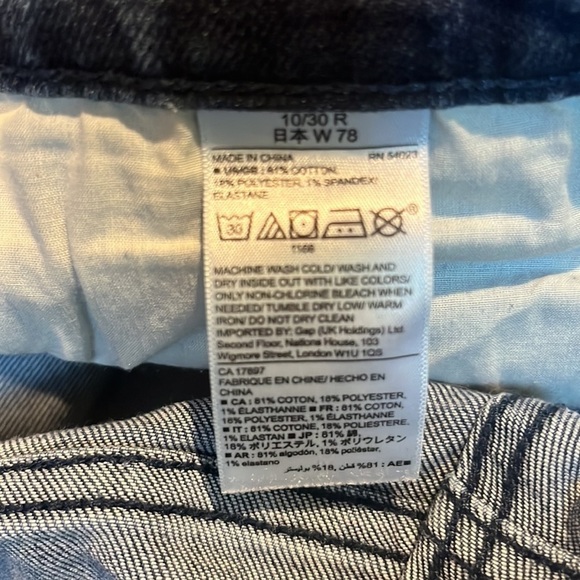 10/30 R
日本 W 78
MADE IN CHINA RN 54023
■ US/GB : 81% COTTON,
18% POLYESTER, 1% SPANDEX/
ELASTANE
30
®
MACHINE WASH COLD/ WASH AND
DRY INSIDE OUT WITH LIKE COLORS/
ONLY NON-CHLORINE BLEACH WHEN
NEEDED/ TUMBLE DRY LOW/ WARM
IRON/ DO NOT DRY CLEAN
IMPORTED BY: Gap (UK Holdings) Ltd.
Second Floor, Nations House, 103
Wigmore Street, London W1U 1QS
CA 17897
FABRIQUE EN CHINE/ HECHO EN
CHINA
■ CA : 81% COTON, 18% POLYESTER,
1% ÉLASTHANNE ■ FR : 81% COTON,
18% POLYESTER, 1% ÉLASTHANNE
■ IT : 81% COTONE, 18% POLIESTERE,
1% ELASTAN ■ JP : 81% 綿,
18% ポリエステル, 1% ポリウレタン
■ AR : 81% algodón, 18% poliéster,
1% elastano
■ AE : 81% قطن, 18% بوليستر